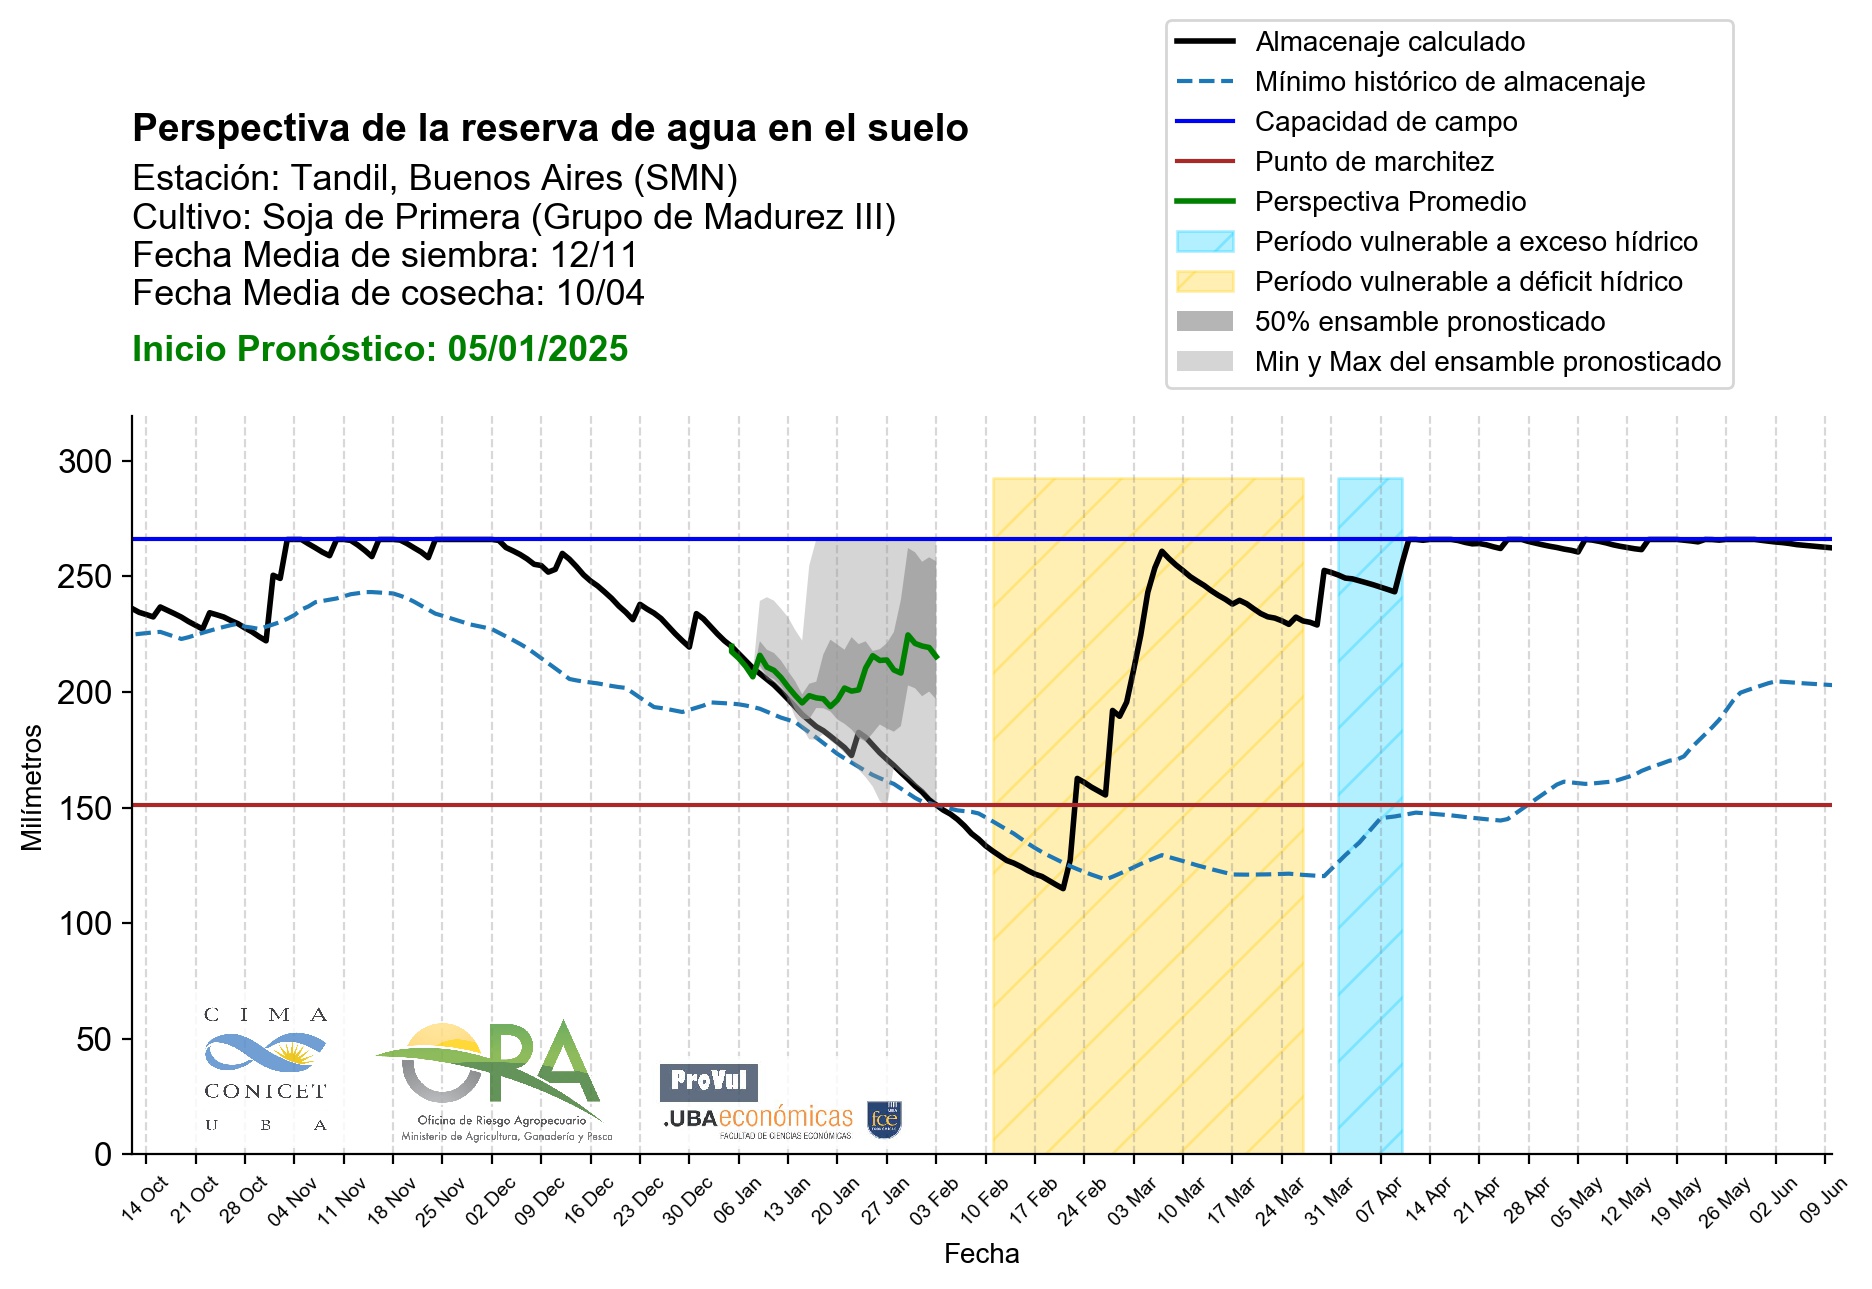 Almacenaje calculado
Mínimo histórico de almacenaje
Capacidad de campo
Punto de marchitez
Perspectiva Promedio
Período vulnerable a exceso hídrico
Período vulnerable a déficit hídrico
50% ensamble pronosticado
Min y Max del ensamble pronosticado
Perspectiva de la reserva de agua en el suelo
Estación: Tandil, Buenos Aires (SMN)
Cultivo: Soja de Primera (Grupo de Madurez III)
Fecha Media de siembra: 12/11
Fecha Media de cosecha: 10/04
Inicio Pronóstico: 05/01/2025
Milímetros
300
250
200
150
100
50
0
CIMA
CONICET
UBA
ORA
Oficina de Riesgo Agropecuario
Ministerio de Agricultura, Ganadería y Pesca
ProVul
.UBAeconómicas
FACULTAD DE CIENCIAS ECONÓMICAS
UBA
fce
ECONÓMICAS
14 Oct
21 Oct
28 Oct
04 Nov
11 Nov
18 Nov
25 Nov
02 Dec
09 Dec
16 Dec
23 Dec
30 Dec
06 Jan
13 Jan
20 Jan
27 Jan
03 Feb
10 Feb
17 Feb
24 Feb
03 Mar
10 Mar
17 Mar
24 Mar
31 Mar
07 Apr
14 Apr
21 Apr
28 Apr
05 May
12 May
19 May
26 May
02 Jun
09 Jun
Fecha